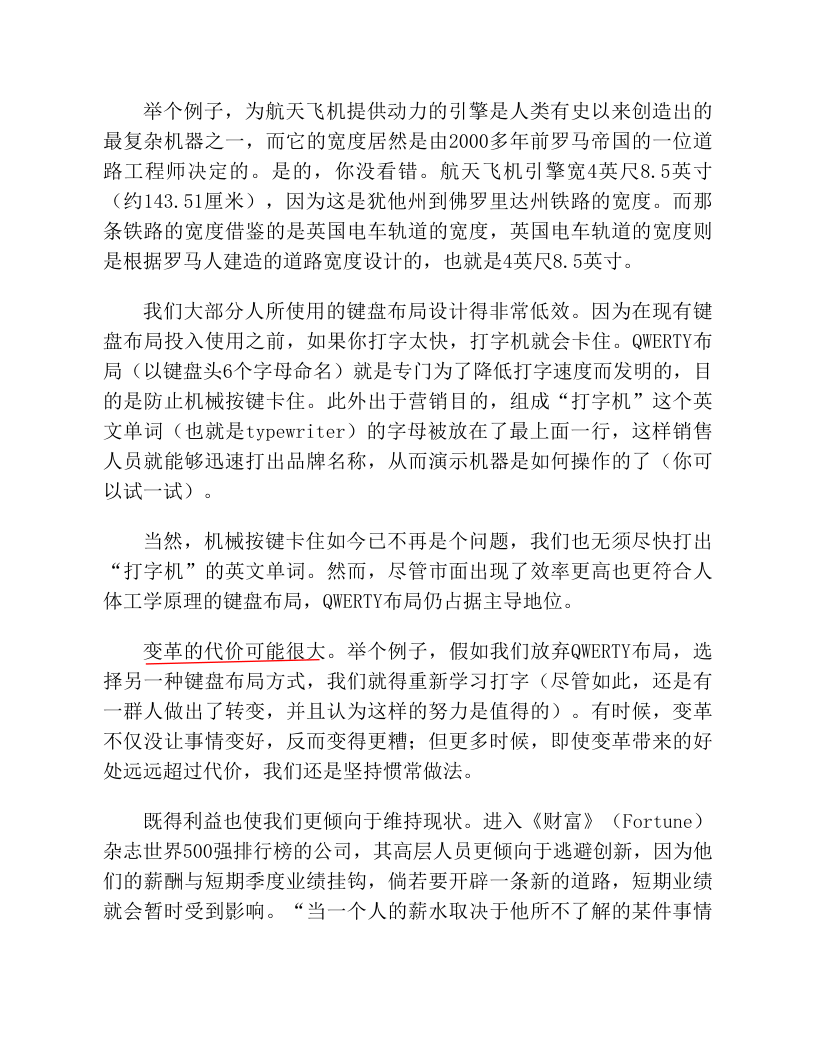 举个例子，为航天飞机提供动力的引擎是人类有史以来创造出的
最复杂机器之一，而它的宽度居然是由2000多年前罗马帝国的一位道
路工程师决定的。是的，你没看错。航天飞机引擎宽4英尺8.5英寸
（约143.51厘米），因为这是犹他州到佛罗里达州铁路的宽度。而那
条铁路的宽度借鉴的是英国电车轨道的宽度，英国电车轨道的宽度则
是根据罗马人建造的道路宽度设计的，也就是4英尺8.5英寸。
我们大部分人所使用的键盘布局设计得非常低效。因为在现有键
盘布局投入使用之前，如果你打字太快，打字机就会卡住。QWERTY布
局（以键盘头6个字母命名）就是专门为了降低打字速度而发明的，目
的是防止机械按键卡住。此外出于营销目的，组成“打字机”这个英
文单词（也就是typewriter）的字母被放在了最上面一行，这样销售
人员就能够迅速打出品牌名称，从而演示机器是如何操作的了（你可
以试一试）。
当然，机械按键卡住如今已不再是个问题，我们也无须尽快打出
“打字机”的英文单词。然而，尽管市面出现了效率更高也更符合人
体工学原理的键盘布局，QWERTY布局仍占据主导地位。
变革的代价可能很大。举个例子，假如我们放弃QWERTY布局，选
择另一种键盘布局方式，我们就得重新学习打字（尽管如此，还是有
一群人做出了转变，并且认为这样的努力是值得的）。有时候，变革
不仅没让事情变好，反而变得更糟；但更多时候，即使变革带来的好
处远远超过代价，我们还是坚持惯常做法。
既得利益也使我们更倾向于维持现状。进入《财富》（Fortune）
杂志世界500强排行榜的公司，其高层人员更倾向于逃避创新，因为他
们的薪酬与短期季度业绩挂钩，倘若要开辟一条新的道路，短期业绩
就会暂时受到影响。“当一个人的薪水取决于他所不了解的某件事情